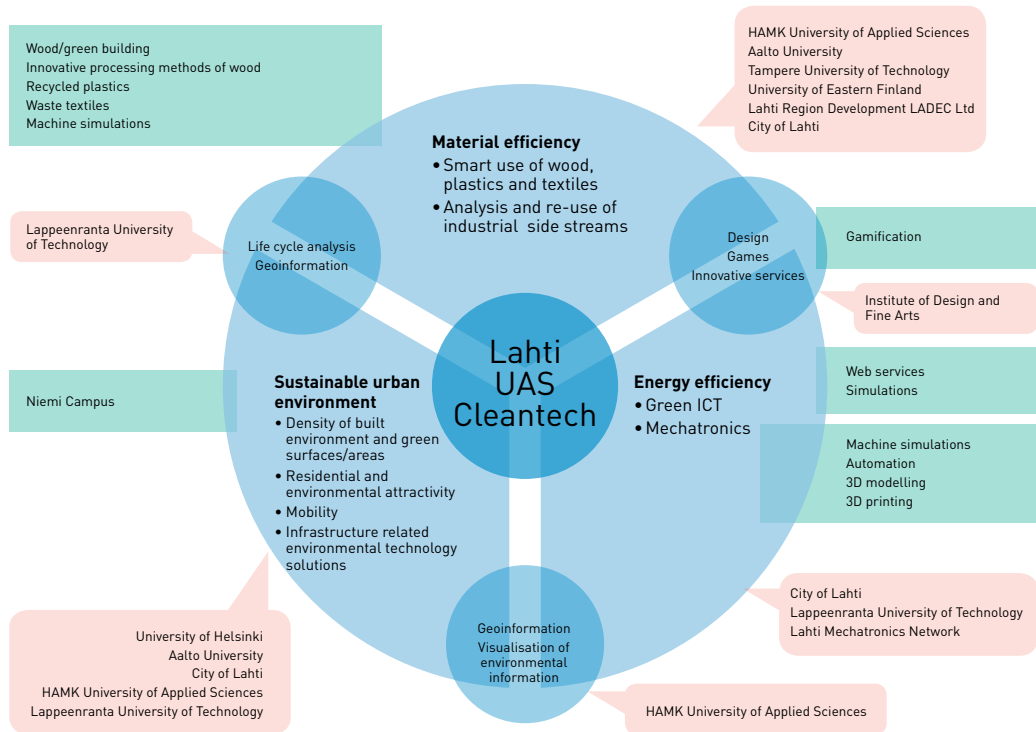 Wood/green building
Innovative processing methods of wood
Recycled plastics
Waste textiles
Machine simulations
HAMK University of Applied Sciences
Aalto University
Tampere University of Technology
University of Eastern Finland
Lahti Region Development LADEC Ltd
City of Lahti
Material efficiency
• Smart use of wood,
plastics and textiles
• Analysis and re-use of
industrial side streams
Lappeenranta University
of Technology
Life cycle analysis
Geoinformation
Design
Games
Innovative services
Gamification
Institute of Design and
Fine Arts
Lahti
UAS
Cleantech
Niemi Campus
Sustainable urban
environment
• Density of built
environment and green
surfaces/areas
• Residential and
environmental attractivity
• Mobility
• Infrastructure related
environmental technology
solutions
Energy efficiency
• Green ICT
• Mechatronics
Web services
Simulations
Machine simulations
Automation
3D modelling
3D printing
University of Helsinki
Aalto University
City of Lahti
HAMK University of Applied Sciences
Lappeenranta University of Technology
Geoinformation
Visualisation of
environmental
information
City of Lahti
Lappeenranta University of Technology
Lahti Mechatronics Network
HAMK University of Applied Sciences